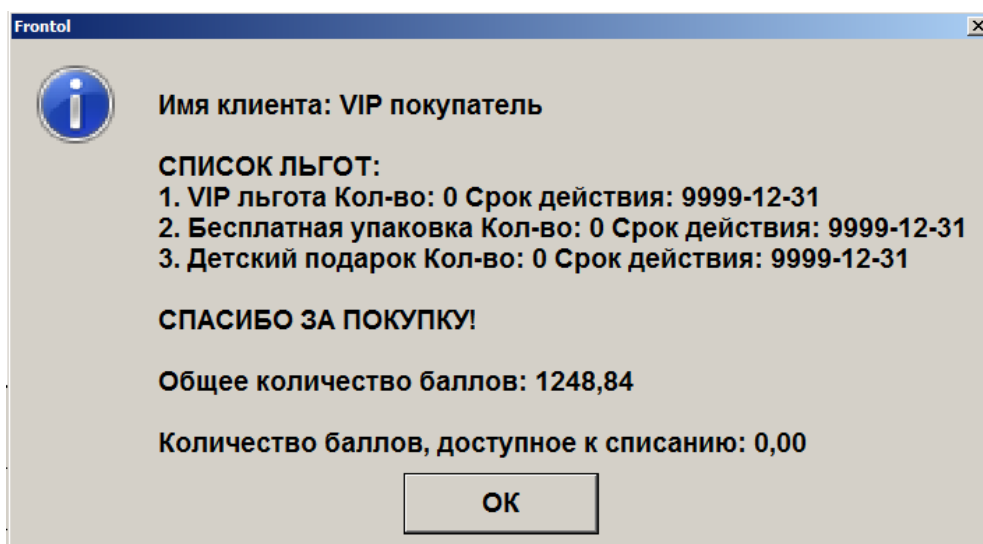 Frontol
Имя клиента: VIP покупатель
СПИСОК ЛЬГОТ:
1. VIP льгота Кол-во: 0 Срок действия: 9999-12-31
2. Бесплатная упаковка Кол-во: 0 Срок действия: 9999-12-31
3. Детский подарок Кол-во: 0 Срок действия: 9999-12-31
СПАСИБО ЗА ПОКУПКУ!
Общее количество баллов: 1248,84
Количество баллов, доступное к списанию: 0,00
ОК